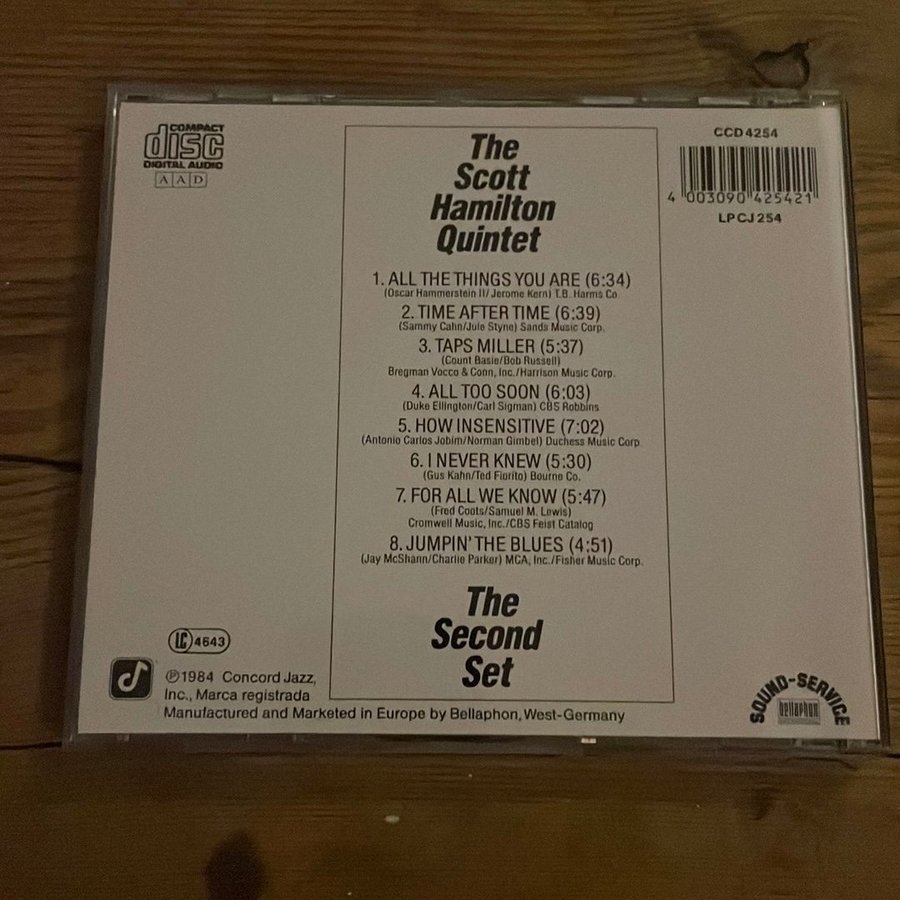 COMPACT
disc
DIGITAL AUDIO
A A D
The
Scott
Hamilton
Quintet
CCD 4254
4 003090 425421
LP CJ 254
1. ALL THE THINGS YOU ARE (6:34)
(Oscar Hammerstein II/Jerome Kern) T.B. Harms Co.
2. TIME AFTER TIME (6:39)
(Sammy Cahn/Jule Styne) Sands Music Corp.
3. TAPS MILLER (5:37)
(Count Basie/Bob Russell)
Bregman Vocco & Conn, Inc./Harrison Music Corp.
4. ALL TOO SOON (6:03)
(Duke Ellington/Carl Sigman) CBS Robbins
5. HOW INSENSITIVE (7:02)
(Antonio Carlos Jobim/Norman Gimbel) Duchess Music Corp.
6. I NEVER KNEW (5:30)
(Gus Kahn/Ted Fiorito) Bourne Co.
7. FOR ALL WE KNOW (5:47)
(Fred Coots/Samuel M. Lewis)
Cromwell Music, Inc./CBS Feist Catalog
8. JUMPIN' THE BLUES (4:51)
(Jay McShann/Charlie Parker) MCA, Inc./Fisher Music Corp.
The
Second
Set
LC 4643
℗1984 Concord Jazz,
Inc., Marca registrada
Manufactured and Marketed in Europe by Bellaphon, West-Germany
SOUND-SERVICE
bellaphon